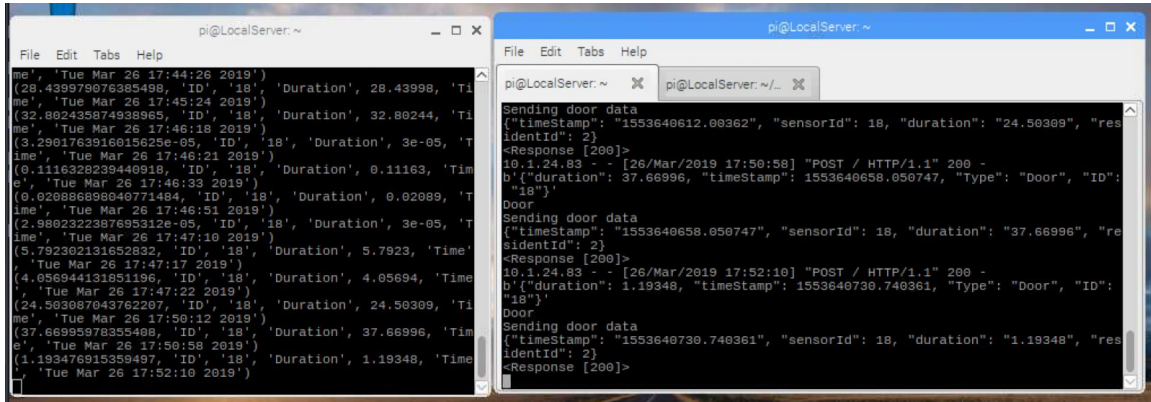 pi@LocalServer: ~
File Edit Tabs Help
me', 'Tue Mar 26 17:44:26 2019')
(28.439979076385498, 'ID', '18', 'Duration', 28.43998, 'Ti
me', 'Tue Mar 26 17:45:24 2019')
(32.802435874938965, 'ID', '18', 'Duration', 32.80244, 'Ti
me', 'Tue Mar 26 17:46:18 2019')
(3.2901763916015625e-05, 'ID', '18', 'Duration', 3e-05, 'T
ime', 'Tue Mar 26 17:46:21 2019')
(0.1116328239440918, 'ID', '18', 'Duration', 0.11163, 'Tim
e', 'Tue Mar 26 17:46:33 2019')
(0.020886898040771484, 'ID', '18', 'Duration', 0.02089, 'T
ime', 'Tue Mar 26 17:46:51 2019')
(2.9802322387695312e-05, 'ID', '18', 'Duration', 3e-05, 'T
ime', 'Tue Mar 26 17:47:10 2019')
(5.792302131652832, 'ID', '18', 'Duration', 5.7923, 'Time'
, 'Tue Mar 26 17:47:17 2019')
(4.056944131851196, 'ID', '18', 'Duration', 4.05694, 'Time
', 'Tue Mar 26 17:47:22 2019')
(24.503087043762207, 'ID', '18', 'Duration', 24.50309, 'Ti
me', 'Tue Mar 26 17:50:12 2019')
(37.66995978355408, 'ID', '18', 'Duration', 37.66996, 'Tim
e', 'Tue Mar 26 17:50:58 2019')
(1.193476915359497, 'ID', '18', 'Duration', 1.19348, 'Time
', 'Tue Mar 26 17:52:10 2019')
pi@LocalServer: ~
File Edit Tabs Help
pi@LocalServer: ~ pi@LocalServer: ~/...
Sending door data
{"timeStamp": "1553640612.00362", "sensorId": 18, "duration": "24.50309", "res
identId": 2}
<Response [200]>
10.1.24.83 - - [26/Mar/2019 17:50:58] "POST / HTTP/1.1" 200 -
b'{"duration": 37.66996, "timeStamp": 1553640658.050747, "Type": "Door", "ID":
"18"}'
Door
Sending door data
{"timeStamp": "1553640658.050747", "sensorId": 18, "duration": "37.66996", "re
sidentId": 2}
<Response [200]>
10.1.24.83 - - [26/Mar/2019 17:52:10] "POST / HTTP/1.1" 200 -
b'{"duration": 1.19348, "timeStamp": 1553640730.740361, "Type": "Door", "ID":
"18"}'
Door
Sending door data
{"timeStamp": "1553640730.740361", "sensorId": 18, "duration": "1.19348", "res
identId": 2}
<Response [200]>